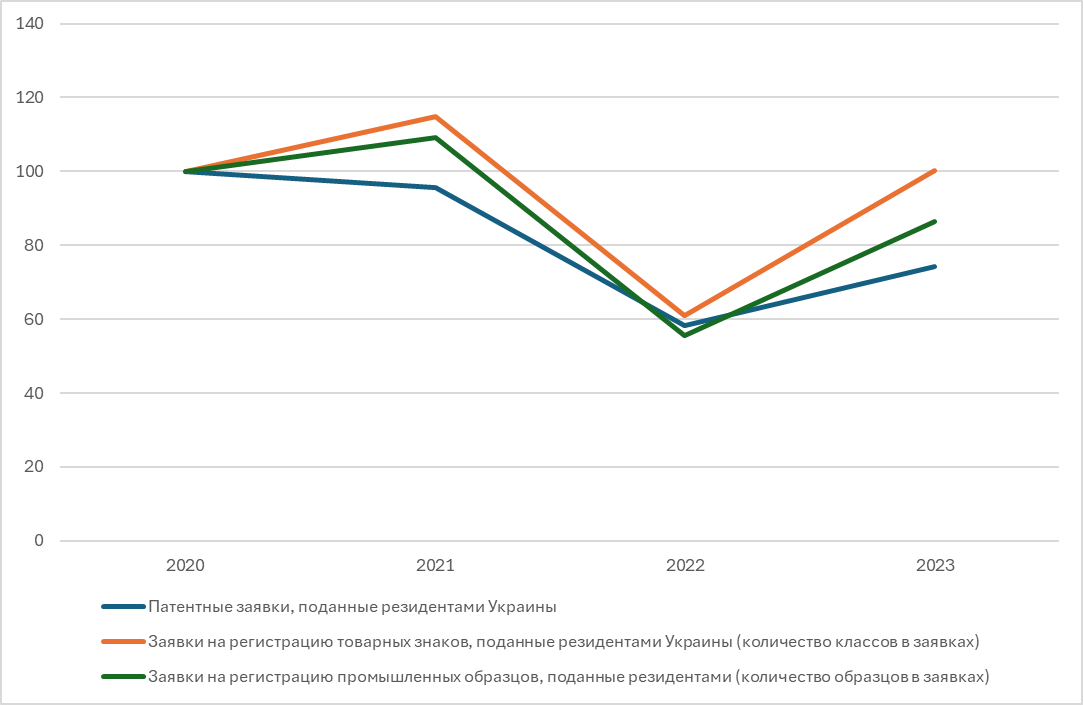 140
120
100
80
60
40
20
0
2020 2021 2022 2023
Патентные заявки, поданные резидентами Украины
Заявки на регистрацию товарных знаков, поданные резидентами Украины (количество классов в заявках)
Заявки на регистрацию промышленных образцов, поданные резидентами (количество образцов в заявках)